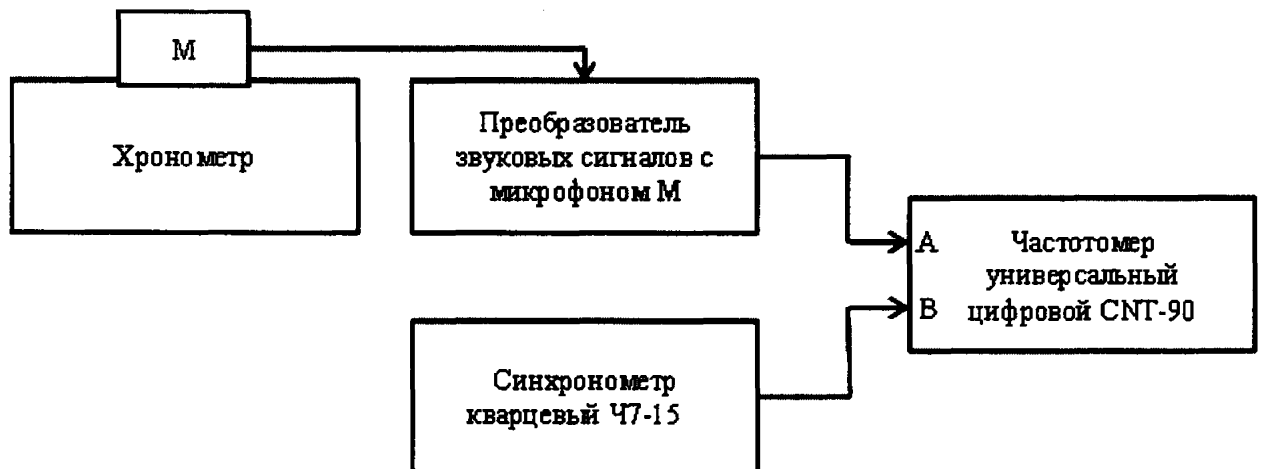 М
Хронометр
Преобразователь
звуковых сигналов с
микрофоном М
А
В
Частотомер
универсальный
цифровой CNT-90
Синхронометр
кварцевый Ч7-15